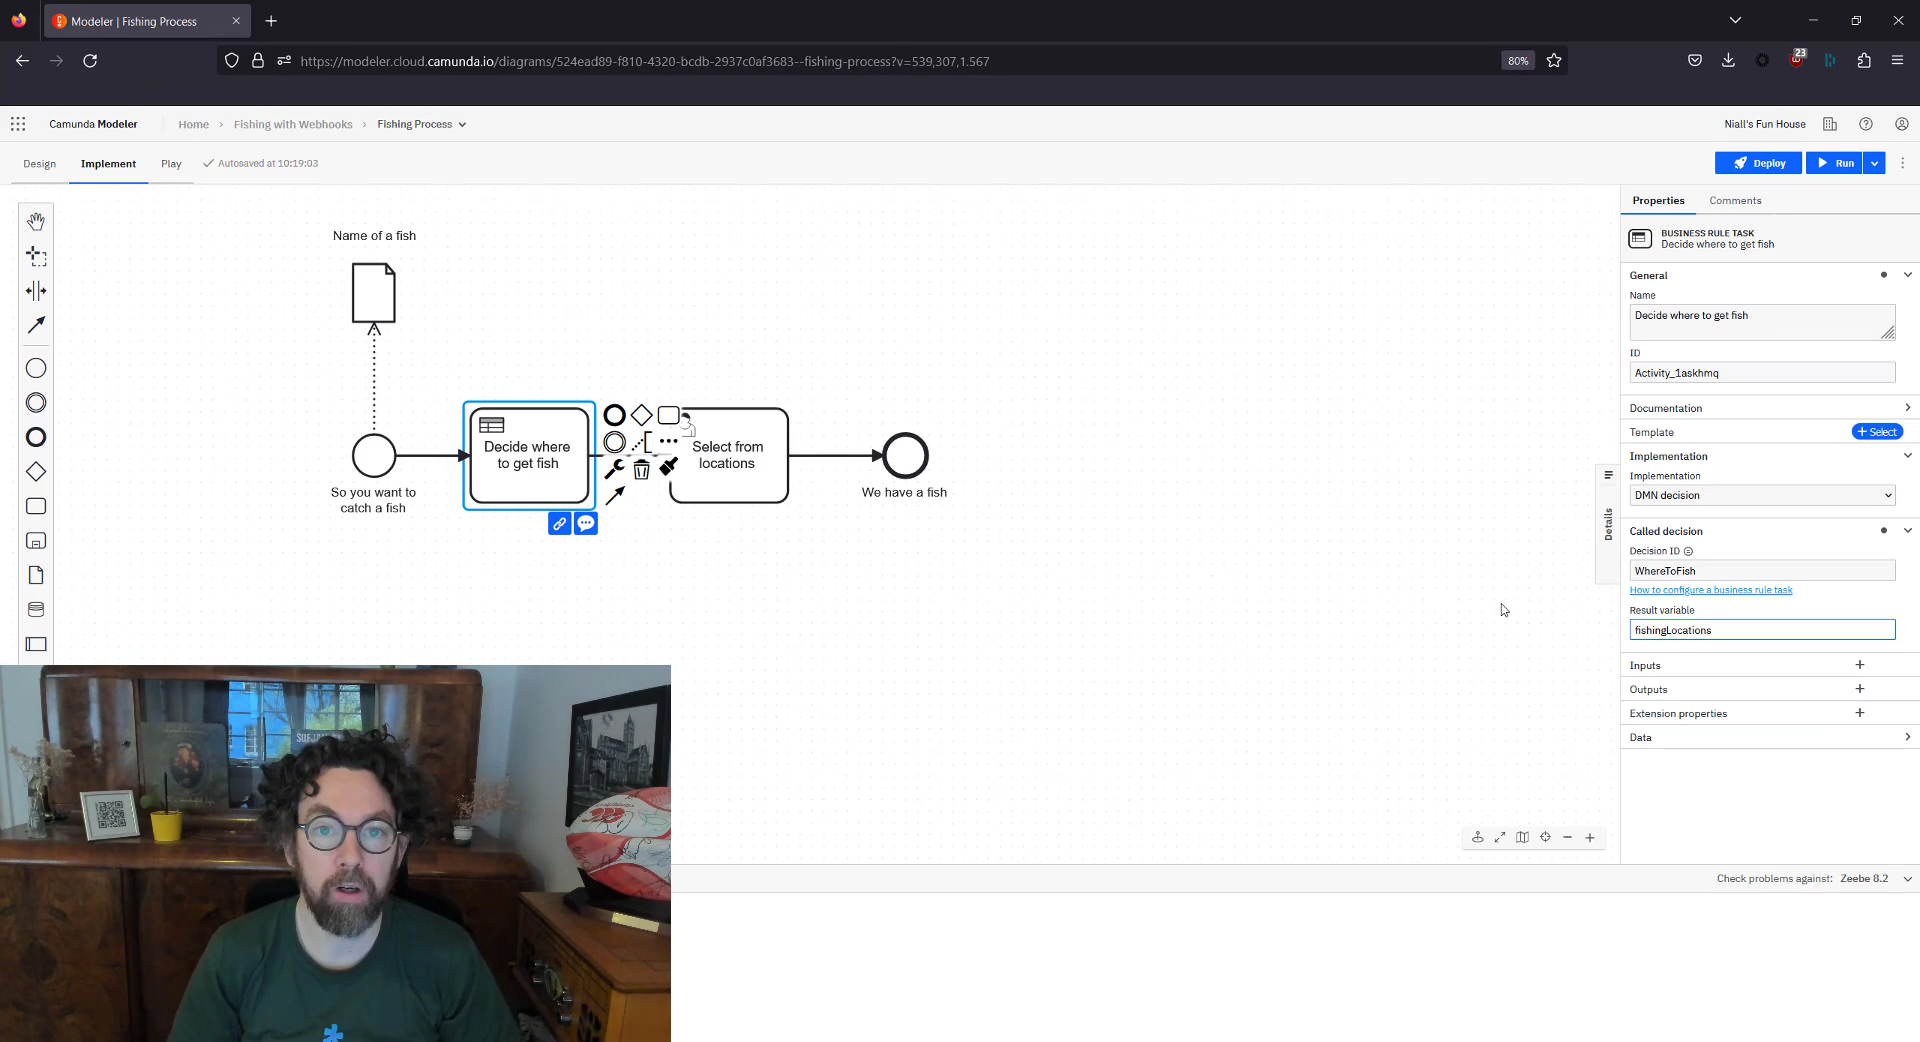 Modeler | Fishing Process
https://modeler.cloud.camunda.io/diagrams/524ead89-f810-4320-bcdb-2937c0af3683--fishing-process?v=539,307,1.567
80%
23
Camunda Modeler
Home
Fishing with Webhooks
Fishing Process
Niall's Fun House
Design
Implement
Play
Autosaved at 10:19:03
Deploy
Run
Properties
Comments
BUSINESS RULE TASK
Decide where to get fish
General
Name
Decide where to get fish
ID
Activity_1askhmq
Documentation
Template
+ Select
Implementation
Implementation
DMN decision
Called decision
Decision ID
WhereToFish
How to configure a business rule task
Result variable
fishingLocations
Inputs
Outputs
Extension properties
Data
Details
Name of a fish
So you want to
catch a fish
Decide where
to get fish
Select from
locations
We have a fish
Check problems against: Zeebe 8.2